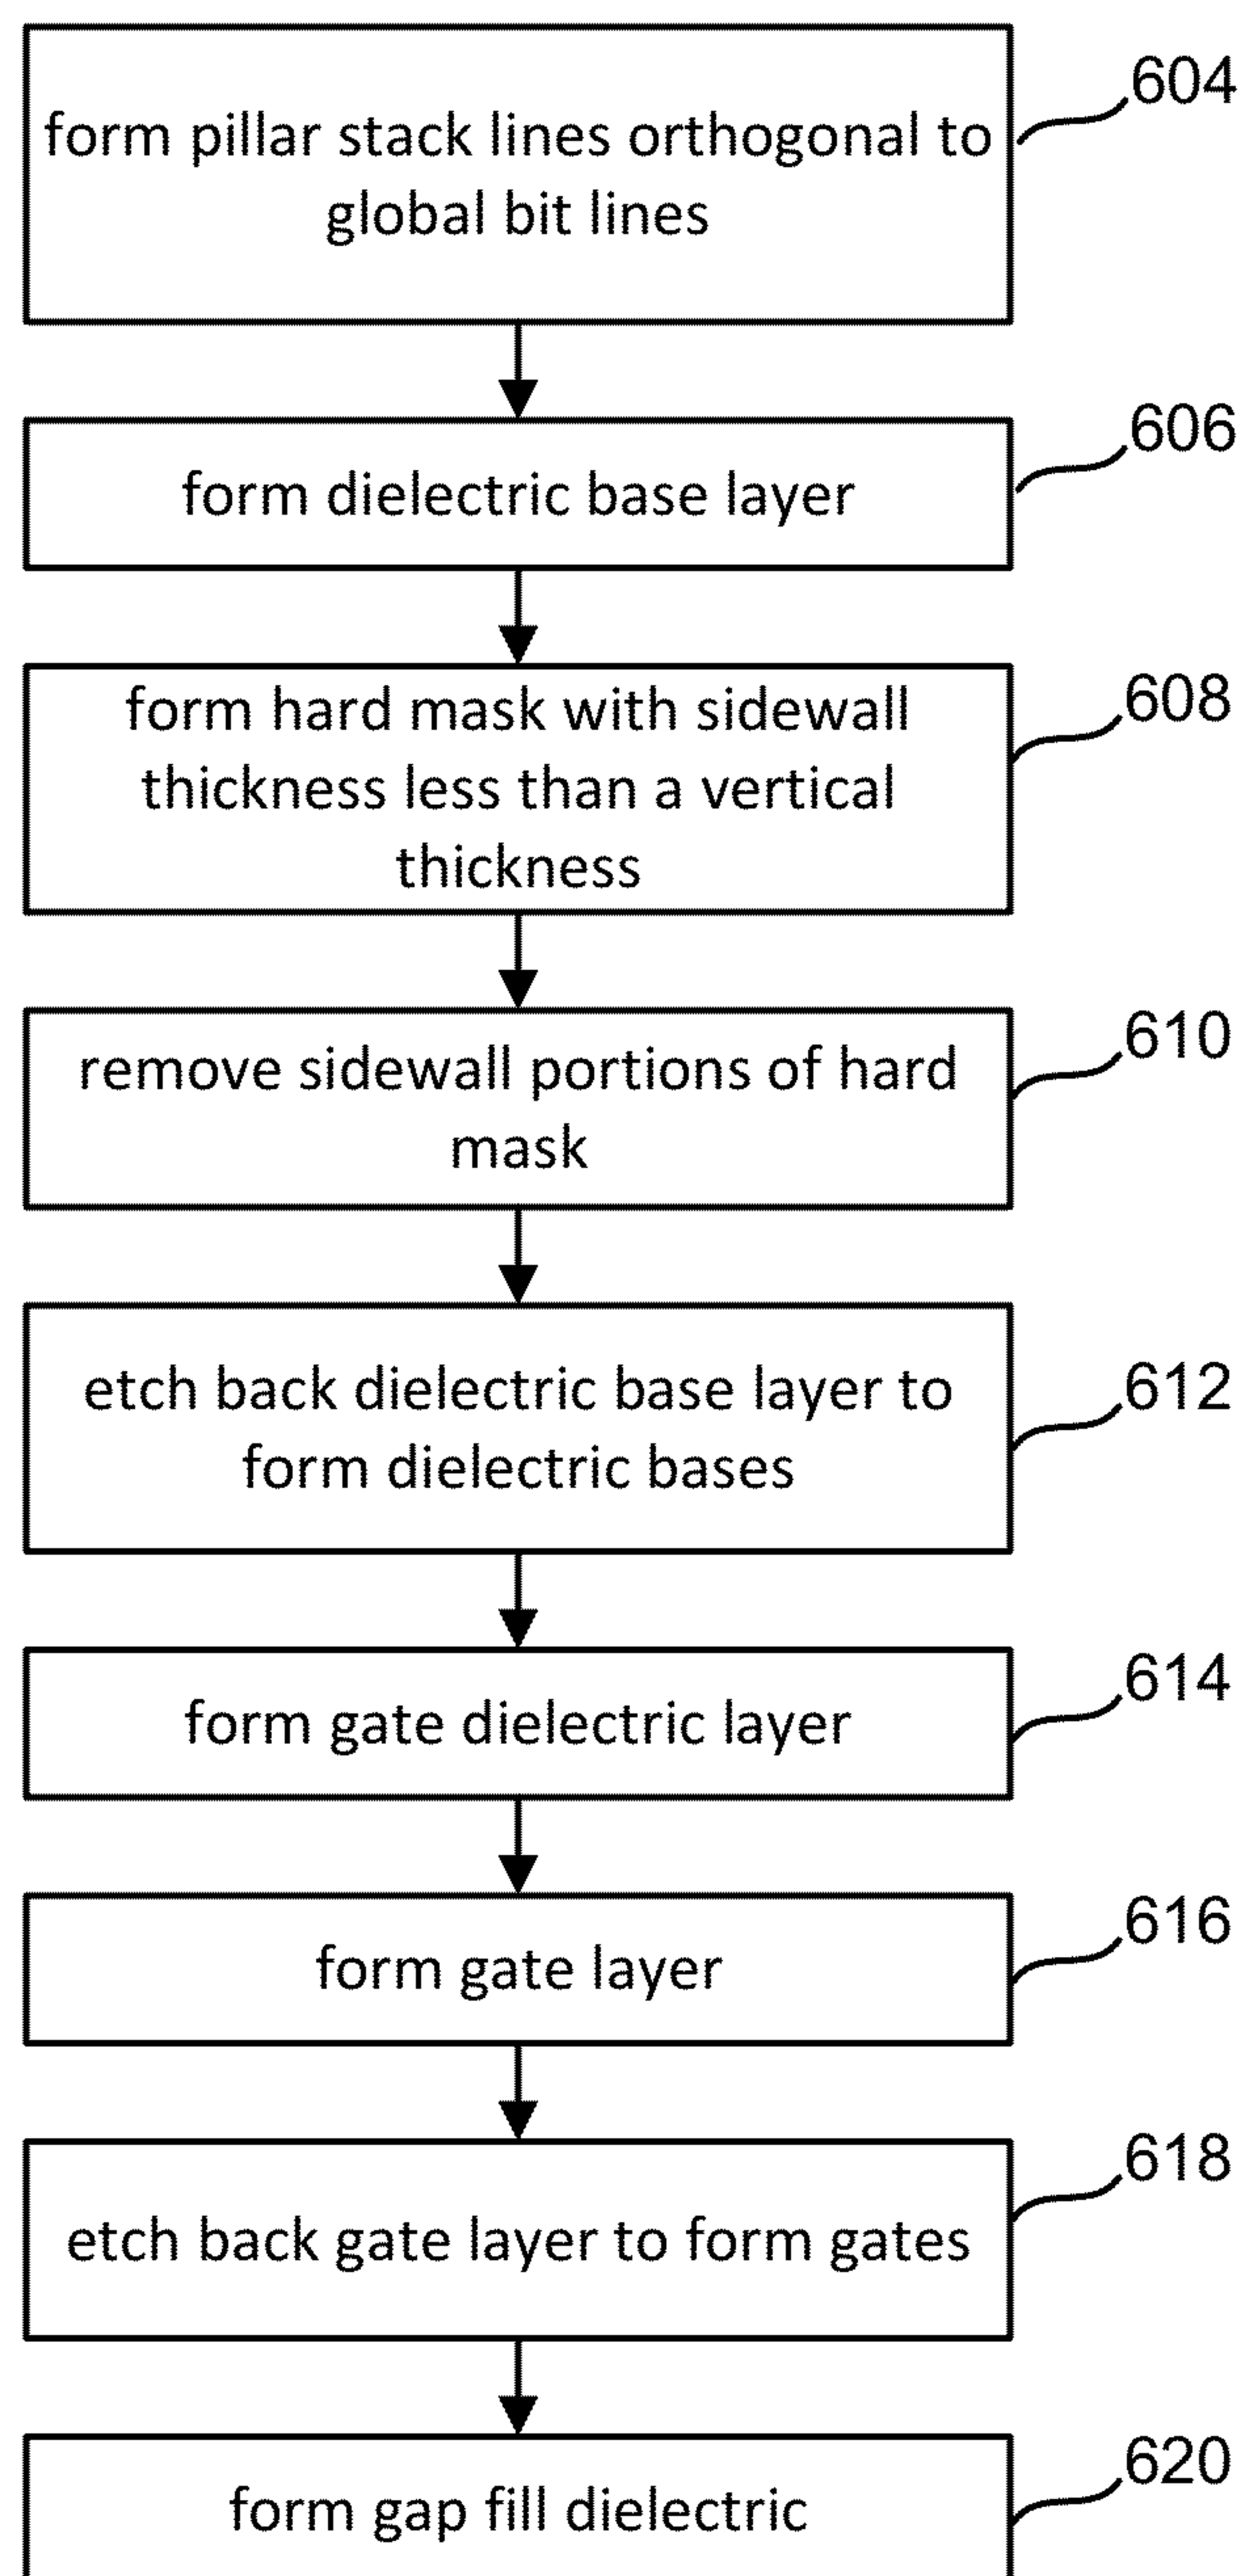 form pillar stack lines orthogonal to
global bit lines
604
form dielectric base layer
606
form hard mask with sidewall
thickness less than a vertical
thickness
608
remove sidewall portions of hard
mask
610
etch back dielectric base layer to
form dielectric bases
612
form gate dielectric layer
614
form gate layer
616
etch back gate layer to form gates
618
form gap fill dielectric
620